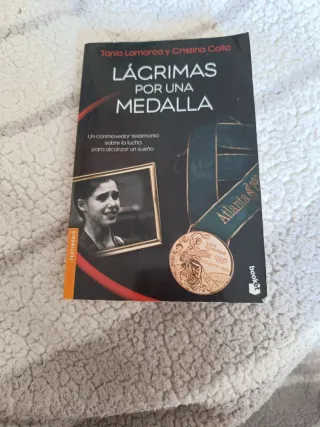 Tania Lamarca y Cristina Gallo
LÁGRIMAS
POR UNA
MEDALLA
Un conmovedor testimonio
sobre la lucha
para alcanzar un sueño
Atlanta
TESTIMONIO
booket